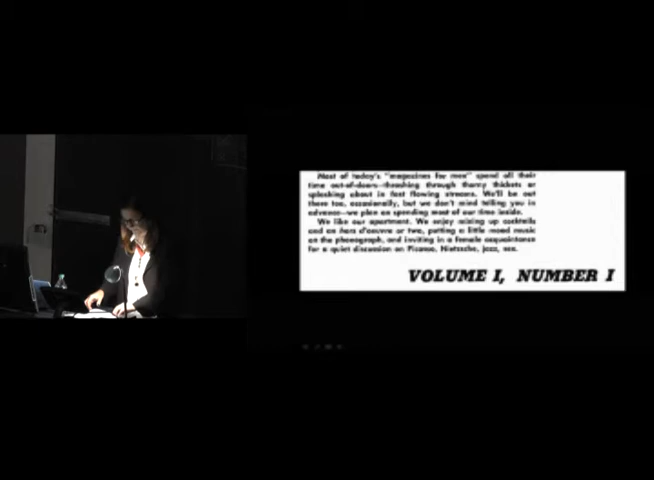 Most of today's "magazines for men" spend all their
time out-of-doors—thrashing through thorny thickets or
splashing about in fast flowing streams. We'll be out
there too, occasionally, but we don't mind telling you in
advance—we plan on spending most of our time inside.
We like our apartment. We enjoy mixing up cocktails
and an hors d'oeuvre or two, putting a little mood music
on the phonograph, and inviting in a female acquaintance
for a quiet discussion on Picasso, Nietzsche, jazz, sex.
VOLUME I, NUMBER I